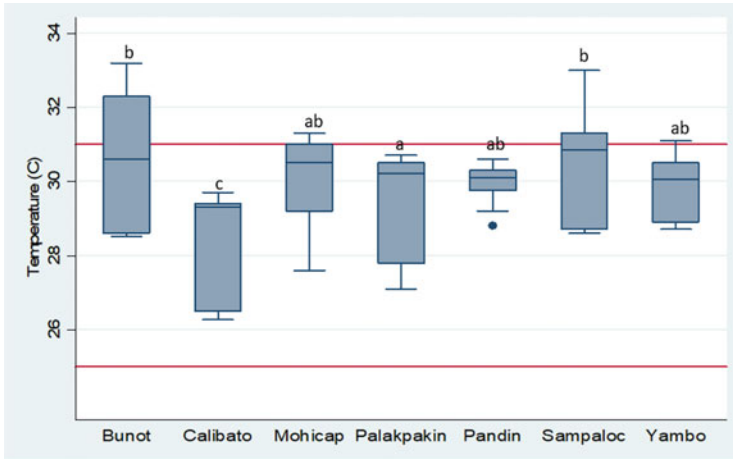 Temperature (C)
34
32
30
28
26
b
c
ab
a
ab
b
ab
Bunot Calibato Mohicap Palakpakin Pandin Sampaloc Yambo